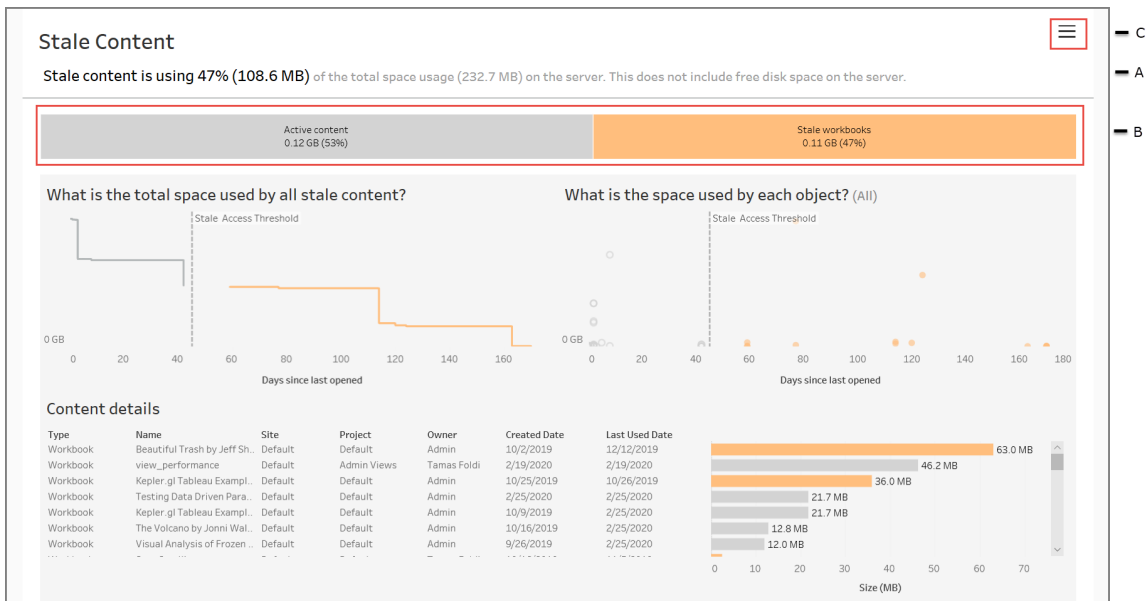 Stale Content
C
Stale content is using 47% (108.6 MB) of the total space usage (232.7 MB) on the server. This does not include free disk space on the server.
A
Active content
0.12 GB (53%)
Stale workbooks
0.11 GB (47%)
B
What is the total space used by all stale content?
Stale Access Threshold
0 GB
0 20 40 60 80 100 120 140 160
Days since last opened
What is the space used by each object? (All)
Stale Access Threshold
0 GB
0 20 40 60 80 100 120 140 160 180
Days since last opened
Content details
Type Name Site Project Owner Created Date Last Used Date
Workbook Beautiful Trash by Jeff Sh.. Default Default Admin 10/2/2019 12/12/2019 63.0 MB
Workbook view_performance Default Admin Views Tamas Foldi 2/19/2020 2/19/2020 46.2 MB
Workbook Kepler.gl Tableau Exampl.. Default Default Admin 10/25/2019 10/26/2019 36.0 MB
Workbook Testing Data Driven Para.. Default Default Admin 2/25/2020 2/25/2020 21.7 MB
Workbook Kepler.gl Tableau Exampl.. Default Default Admin 10/9/2019 2/25/2020 21.7 MB
Workbook The Volcano by Jonni Wal.. Default Default Admin 10/16/2019 2/25/2020 12.8 MB
Workbook Visual Analysis of Frozen .. Default Default Admin 9/26/2019 2/25/2020 12.0 MB
0 10 20 30 40 50 60 70
Size (MB)